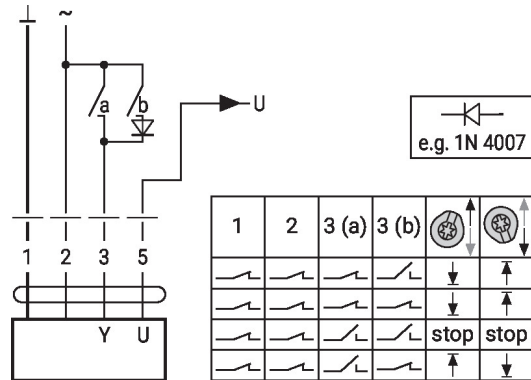 ~
a b
U
e.g. 1N 4007
1 2 3 5
Y U
1 2 3 (a) 3 (b)
stop stop